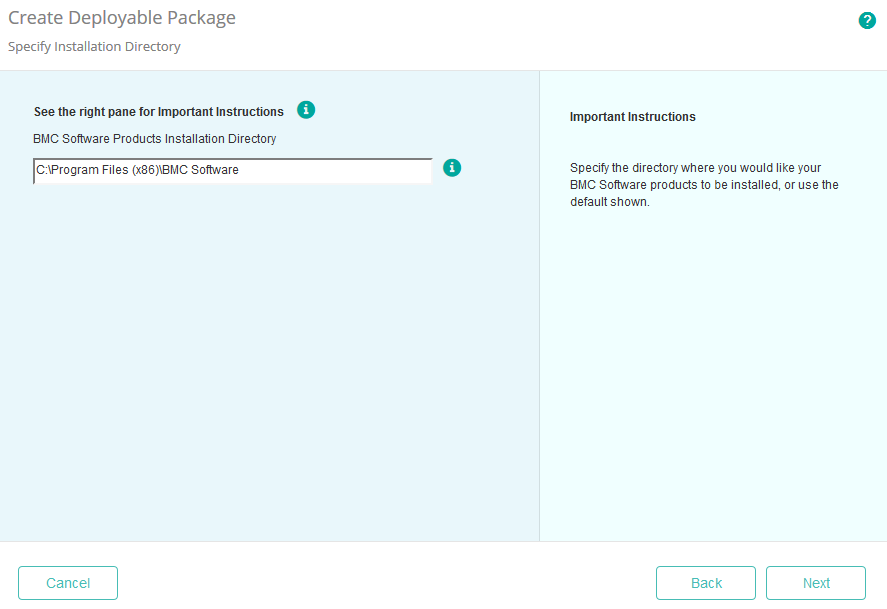 Create Deployable Package
?
Specify Installation Directory
See the right pane for Important Instructions
i
BMC Software Products Installation Directory
C:\Program Files (x86)\BMC Software
i
Important Instructions
Specify the directory where you would like your
BMC Software products to be installed, or use the
default shown.
Cancel
Back
Next